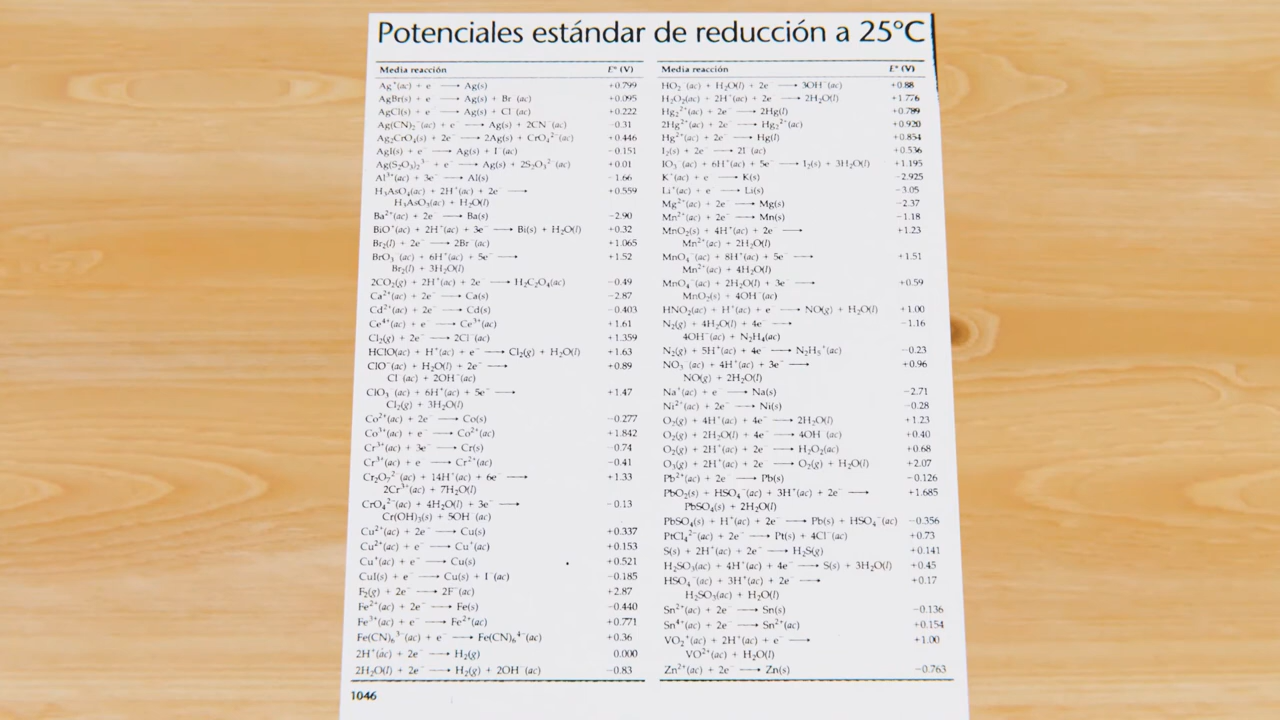 Potenciales estándar de reducción a 25°C
Media reacción E° (V)
Ag⁺(ac) + e⁻ ⟶ Ag(s) +0.799
AgBr(s) + e⁻ ⟶ Ag(s) + Br⁻(ac) +0.095
AgCl(s) + e⁻ ⟶ Ag(s) + Cl⁻(ac) +0.222
Ag(CN)₂⁻(ac) + e⁻ ⟶ Ag(s) + 2CN⁻(ac) −0.31
Ag₂CrO₄(s) + 2e⁻ ⟶ 2Ag(s) + CrO₄²⁻(ac) +0.446
AgI(s) + e⁻ ⟶ Ag(s) + I⁻(ac) −0.151
Ag(S₂O₃)₂³⁻ + e⁻ ⟶ Ag(s) + 2S₂O₃²⁻(ac) +0.01
Al³⁺(ac) + 3e⁻ ⟶ Al(s) −1.66
H₃AsO₄(ac) + 2H⁺(ac) + 2e⁻ ⟶ +0.559
H₃AsO₃(ac) + H₂O(l)
Ba²⁺(ac) + 2e⁻ ⟶ Ba(s) −2.90
BiO⁺(ac) + 2H⁺(ac) + 3e⁻ ⟶ Bi(s) + H₂O(l) +0.32
Br₂(l) + 2e⁻ ⟶ 2Br⁻(ac) +1.065
BrO₃⁻(ac) + 6H⁺(ac) + 5e⁻ ⟶ +1.52
Br₂(l) + 3H₂O(l)
2CO₂(g) + 2H⁺(ac) + 2e⁻ ⟶ H₂C₂O₄(ac) −0.49
Ca²⁺(ac) + 2e⁻ ⟶ Ca(s) −2.87
Cd²⁺(ac) + 2e⁻ ⟶ Cd(s) −0.403
Ce⁴⁺(ac) + e⁻ ⟶ Ce³⁺(ac) +1.61
Cl₂(g) + 2e⁻ ⟶ 2Cl⁻(ac) +1.359
HClO(ac) + H⁺(ac) + e⁻ ⟶ Cl₂(g) + H₂O(l) +1.63
ClO⁻(ac) + H₂O(l) + 2e⁻ ⟶ +0.89
Cl⁻(ac) + 2OH⁻(ac)
ClO₃⁻(ac) + 6H⁺(ac) + 5e⁻ ⟶ +1.47
Cl₂(g) + 3H₂O(l)
Co²⁺(ac) + 2e⁻ ⟶ Co(s) −0.277
Co³⁺(ac) + e⁻ ⟶ Co²⁺(ac) +1.842
Cr³⁺(ac) + 3e⁻ ⟶ Cr(s) −0.74
Cr³⁺(ac) + e⁻ ⟶ Cr²⁺(ac) −0.41
Cr₂O₇²⁻(ac) + 14H⁺(ac) + 6e⁻ ⟶ +1.33
2Cr³⁺(ac) + 7H₂O(l)
CrO₄²⁻(ac) + 4H₂O(l) + 3e⁻ ⟶ −0.13
Cr(OH)₃(s) + 5OH⁻(ac)
Cu²⁺(ac) + 2e⁻ ⟶ Cu(s) +0.337
Cu²⁺(ac) + e⁻ ⟶ Cu⁺(ac) +0.153
Cu⁺(ac) + e⁻ ⟶ Cu(s) +0.521
CuI(s) + e⁻ ⟶ Cu(s) + I⁻(ac) −0.185
F₂(g) + 2e⁻ ⟶ 2F⁻(ac) +2.87
Fe²⁺(ac) + 2e⁻ ⟶ Fe(s) −0.440
Fe³⁺(ac) + e⁻ ⟶ Fe²⁺(ac) +0.771
Fe(CN)₆³⁻(ac) + e⁻ ⟶ Fe(CN)₆⁴⁻(ac) +0.36
2H⁺(ac) + 2e⁻ ⟶ H₂(g) 0.000
2H₂O(l) + 2e⁻ ⟶ H₂(g) + 2OH⁻(ac) −0.83
Media reacción E° (V)
HO₂⁻(ac) + H₂O(l) + 2e⁻ ⟶ 3OH⁻(ac) +0.88
H₂O₂(ac) + 2H⁺(ac) + 2e⁻ ⟶ 2H₂O(l) +1.776
Hg₂²⁺(ac) + 2e⁻ ⟶ 2Hg(l) +0.789
2Hg²⁺(ac) + 2e⁻ ⟶ Hg₂²⁺(ac) +0.920
Hg²⁺(ac) + 2e⁻ ⟶ Hg(l) +0.854
I₂(s) + 2e⁻ ⟶ 2I⁻(ac) +0.536
IO₃⁻(ac) + 6H⁺(ac) + 5e⁻ ⟶ I₂(s) + 3H₂O(l) +1.195
K⁺(ac) + e⁻ ⟶ K(s) −2.925
Li⁺(ac) + e⁻ ⟶ Li(s) −3.05
Mg²⁺(ac) + 2e⁻ ⟶ Mg(s) −2.37
Mn²⁺(ac) + 2e⁻ ⟶ Mn(s) −1.18
MnO₂(s) + 4H⁺(ac) + 2e⁻ ⟶ +1.23
Mn²⁺(ac) + 2H₂O(l)
MnO₄⁻(ac) + 8H⁺(ac) + 5e⁻ ⟶ +1.51
Mn²⁺(ac) + 4H₂O(l)
MnO₄⁻(ac) + 2H₂O(l) + 3e⁻ ⟶ +0.59
MnO₂(s) + 4OH⁻(ac)
HNO₂(ac) + H⁺(ac) + e⁻ ⟶ NO(g) + H₂O(l) +1.00
N₂(g) + 4H₂O(l) + 4e⁻ ⟶ −1.16
4OH⁻(ac) + N₂H₄(ac)
N₂(g) + 5H⁺(ac) + 4e⁻ ⟶ N₂H₅⁺(ac) −0.23
NO₃⁻(ac) + 4H⁺(ac) + 3e⁻ ⟶ +0.96
NO(g) + 2H₂O(l)
Na⁺(ac) + e⁻ ⟶ Na(s) −2.71
Ni²⁺(ac) + 2e⁻ ⟶ Ni(s) −0.28
O₂(g) + 4H⁺(ac) + 4e⁻ ⟶ 2H₂O(l) +1.23
O₂(g) + 2H₂O(l) + 4e⁻ ⟶ 4OH⁻(ac) +0.40
O₂(g) + 2H⁺(ac) + 2e⁻ ⟶ H₂O₂(ac) +0.68
O₃(g) + 2H⁺(ac) + 2e⁻ ⟶ O₂(g) + H₂O(l) +2.07
Pb²⁺(ac) + 2e⁻ ⟶ Pb(s) −0.126
PbO₂(s) + HSO₄⁻(ac) + 3H⁺(ac) + 2e⁻ ⟶ +1.685
PbSO₄(s) + 2H₂O(l)
PbSO₄(s) + H⁺(ac) + 2e⁻ ⟶ Pb(s) + HSO₄⁻(ac) −0.356
PtCl₄²⁻(ac) + 2e⁻ ⟶ Pt(s) + 4Cl⁻(ac) +0.73
S(s) + 2H⁺(ac) + 2e⁻ ⟶ H₂S(g) +0.141
H₂SO₃(ac) + 4H⁺(ac) + 4e⁻ ⟶ S(s) + 3H₂O(l) +0.45
HSO₄⁻(ac) + 3H⁺(ac) + 2e⁻ ⟶ +0.17
H₂SO₃(ac) + H₂O(l)
Sn²⁺(ac) + 2e⁻ ⟶ Sn(s) −0.136
Sn⁴⁺(ac) + 2e⁻ ⟶ Sn²⁺(ac) +0.154
VO₂⁺(ac) + 2H⁺(ac) + e⁻ ⟶ +1.00
VO²⁺(ac) + H₂O(l)
Zn²⁺(ac) + 2e⁻ ⟶ Zn(s) −0.763
1046